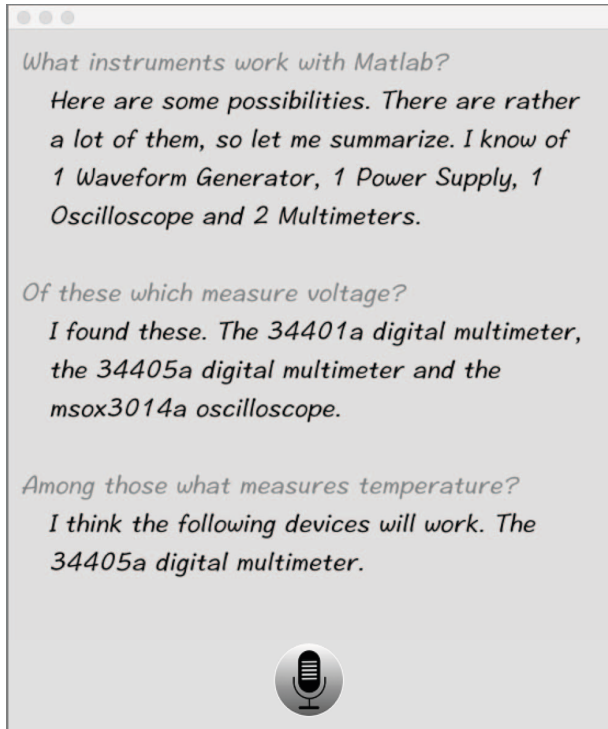 What instruments work with Matlab?
Here are some possibilities. There are rather
a lot of them, so let me summarize. I know of
1 Waveform Generator, 1 Power Supply, 1
Oscilloscope and 2 Multimeters.
Of these which measure voltage?
I found these. The 34401a digital multimeter,
the 34405a digital multimeter and the
msox3014a oscilloscope.
Among those what measures temperature?
I think the following devices will work. The
34405a digital multimeter.